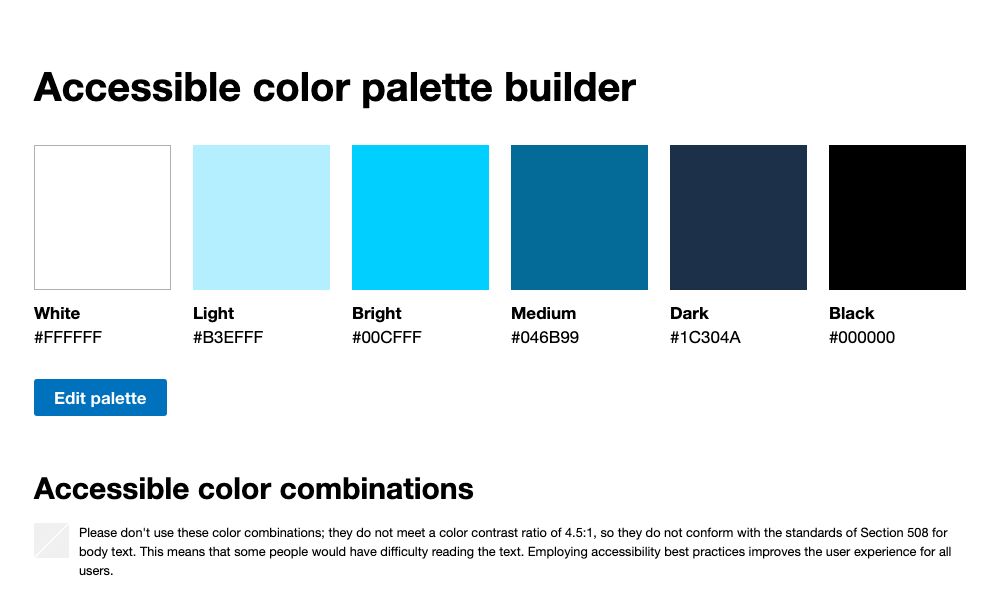 Accessible color palette builder
White Light Bright Medium Dark Black
#FFFFFF #B3EFFF #00CFFF #046B99 #1C304A #000000
Edit palette
Accessible color combinations
Please don't use these color combinations; they do not meet a color contrast ratio of 4.5:1, so they do not conform with the standards of Section 508 for
body text. This means that some people would have difficulty reading the text. Employing accessibility best practices improves the user experience for all
users.